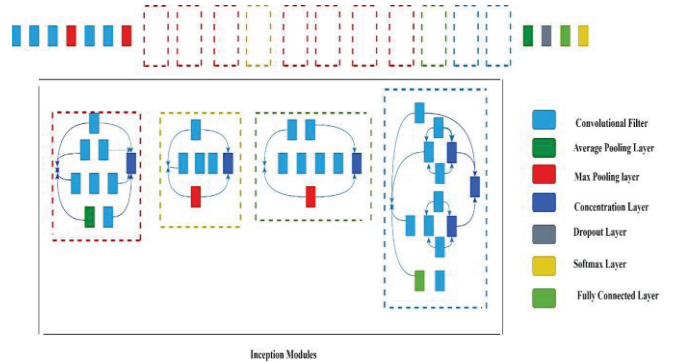 Convolutional Filter
Average Pooling Layer
Max Pooling layer
Concentration Layer
Dropout Layer
Softmax Layer
Fully Connected Layer
Inception Modules